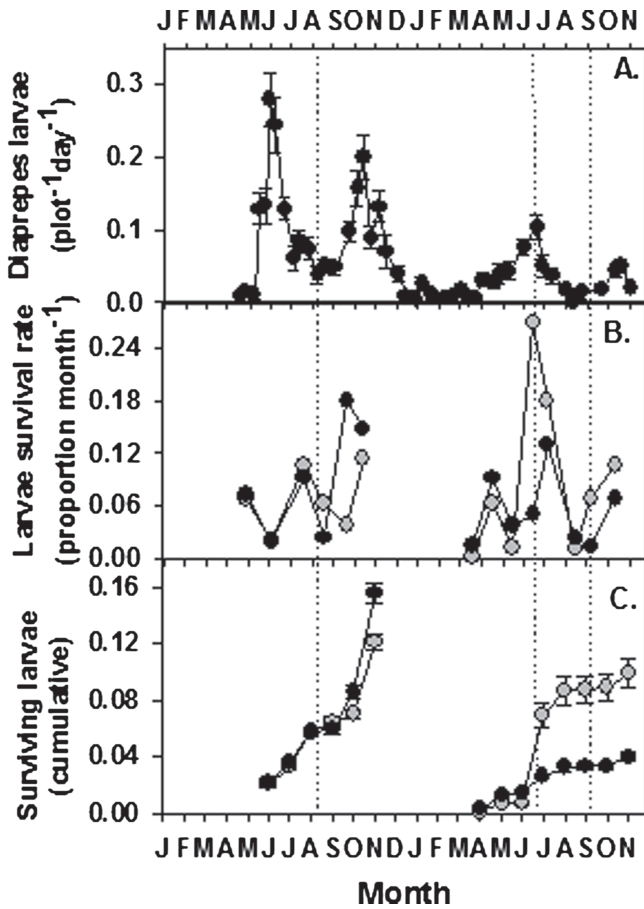 J F M A M J J A S O N D J F M A M J J A S O N
A.
Diaprepes larvae
(plot-1day-1)
0.3
0.2
0.1
0.0
B.
Larvae survival rate
(proportion month-1)
0.24
0.18
0.12
0.06
0.00
C.
Surviving larvae
(cumulative)
0.16
0.12
0.08
0.04
0.00
J F M A M J J A S O N D J F M A M J J A S O N
Month